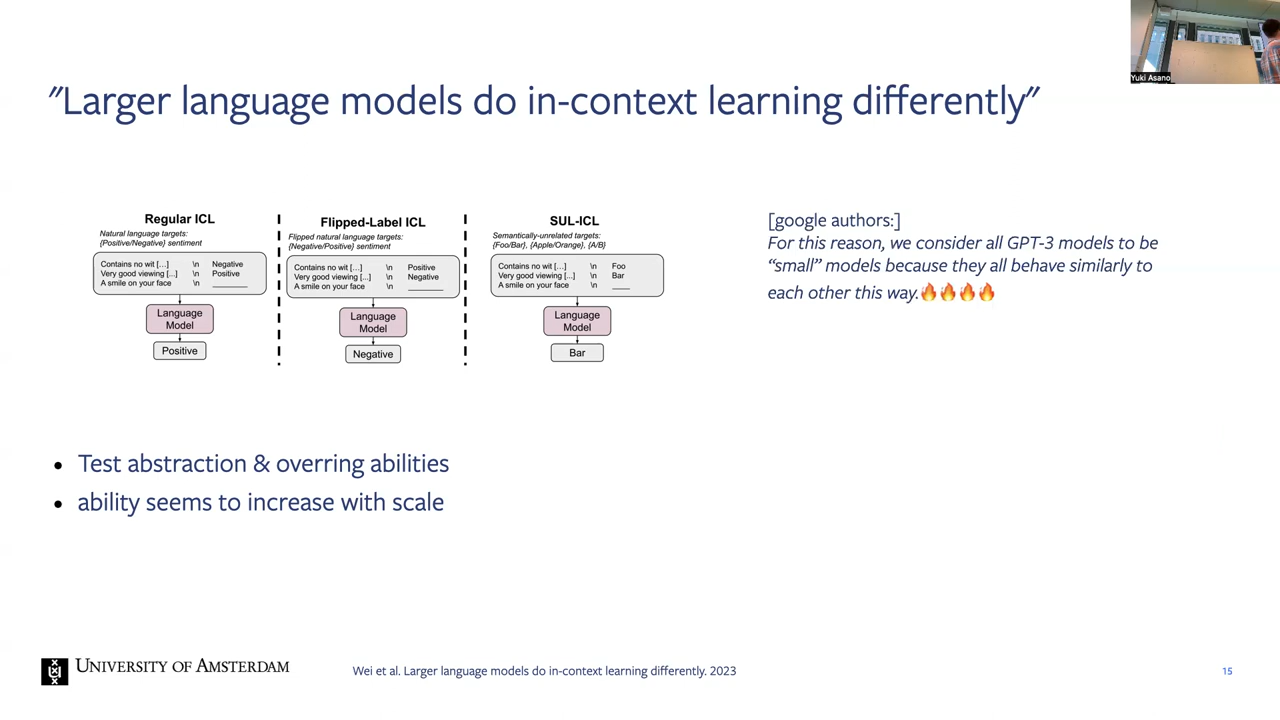 "Larger language models do in-context learning differently"
Yuki Asano
Regular ICL
Natural language targets:
{Positive/Negative} sentiment
Contains no wit […] \n Negative
Very good viewing [...] \n Positive
A smile on your face \n ________
Language
Model
Positive
Flipped-Label ICL
Flipped natural language targets:
{Negative/Positive} sentiment
Contains no wit […] \n Positive
Very good viewing [...] \n Negative
A smile on your face \n ________
Language
Model
Negative
SUL-ICL
Semantically-unrelated targets:
{Foo/Bar}, {Apple/Orange}, {A/B}
Contains no wit […] \n Foo
Very good viewing [...] \n Bar
A smile on your face \n ____
Language
Model
Bar
[google authors:]
For this reason, we consider all GPT-3 models to be
“small” models because they all behave similarly to
each other this way.🔥🔥🔥🔥
• Test abstraction & overring abilities
• ability seems to increase with scale
UNIVERSITY OF AMSTERDAM
Wei et al. Larger language models do in-context learning differently. 2023
15